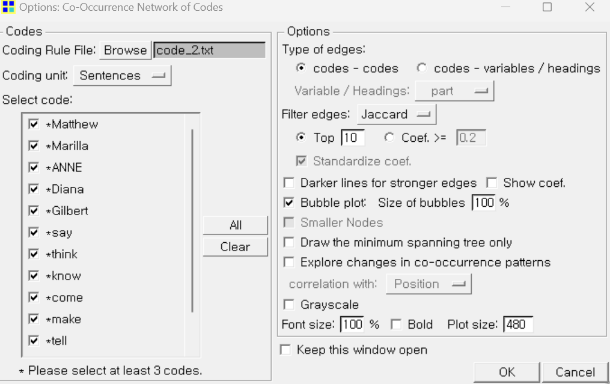 Options: Co-Occurrence Network of Codes
Codes
Coding Rule File: Browse code_2.txt
Coding unit: Sentences
Select code:
*Matthew
*Marilla
*ANNE
*Diana
*Gilbert
*say
*think
*know
*come
*make
*tell
All
Clear
* Please select at least 3 codes.
Options
Type of edges:
codes - codes codes - variables / headings
Variable / Headings: part
Filter edges: Jaccard
Top 10 Coef. >= 0.2
Standardize coef.
Darker lines for stronger edges Show coef.
Bubble plot: Size of bubbles 100 %
Smaller Nodes
Draw the minimum spanning tree only
Explore changes in co-occurrence patterns
correlation with: Position
Grayscale
Font size: 100 % Bold Plot size: 480
Keep this window open
OK Cancel